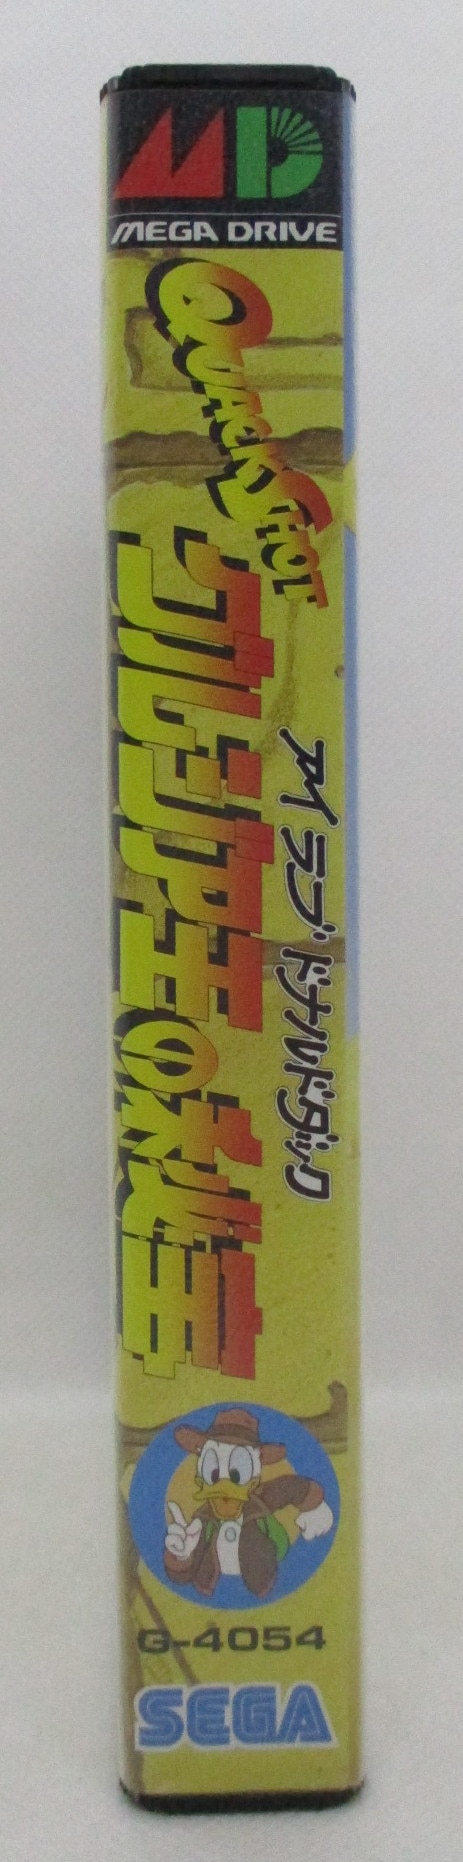 MD
MEGA DRIVE
QUACKSHOT
アイ ラブ ドナルドダック
グルジア王の秘宝
G-4054
SEGA